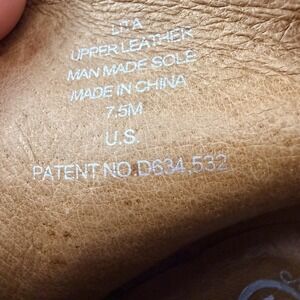 LITA
UPPER LEATHER
MAN MADE SOLE
MADE IN CHINA
7.5M
U.S.
PATENT NO.D634,532